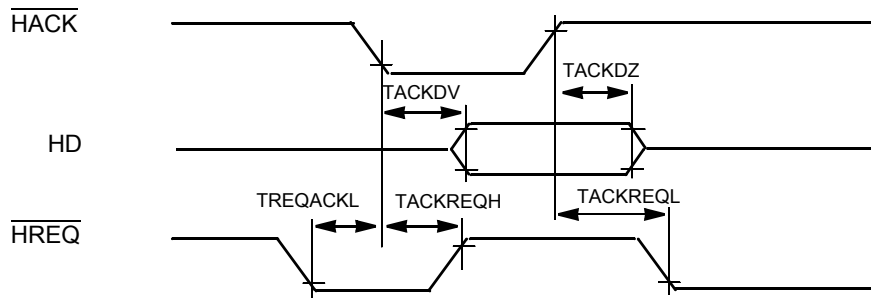 HACK
TACKDZ
TACKDV
HD
TREQACKL
TACKREQH
TACKREQL
HREQ